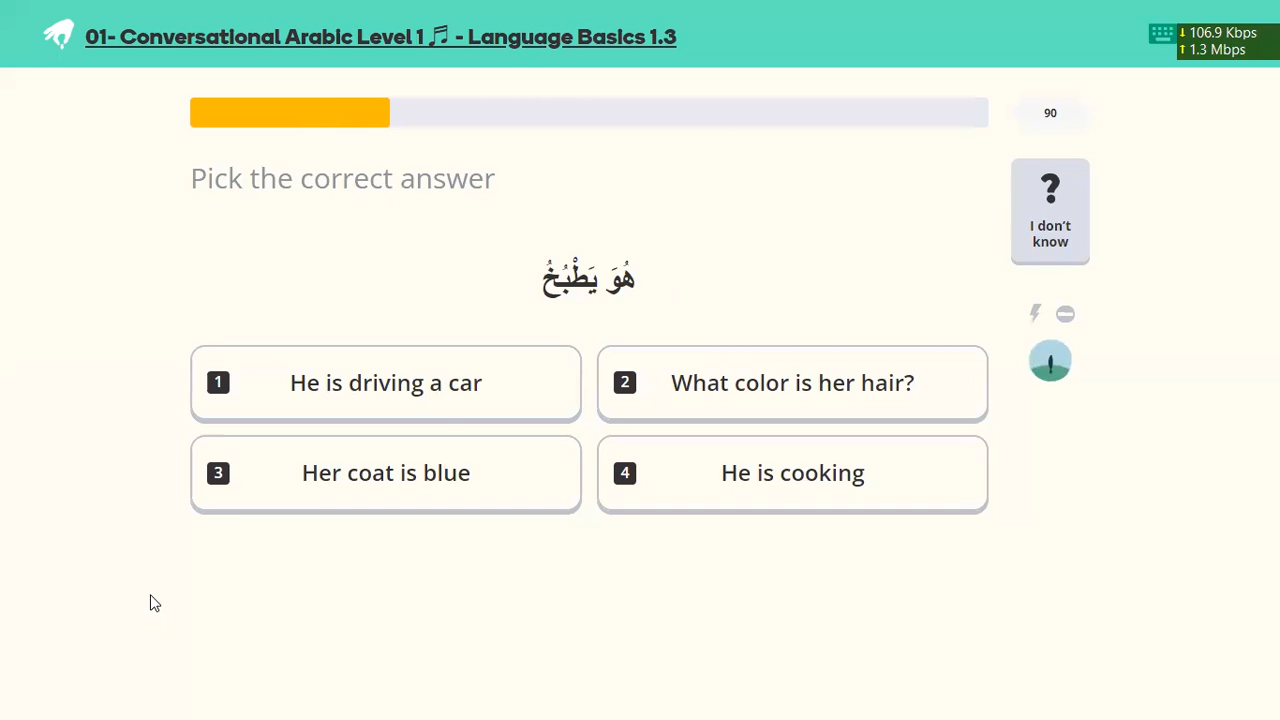 01- Conversational Arabic Level 1 🎵 - Language Basics 1.3
↓ 106.9 Kbps
↑ 1.3 Mbps
90
Pick the correct answer
?
I don't
know
هُوَ يَطْبُخُ
1 He is driving a car
2 What color is her hair?
3 Her coat is blue
4 He is cooking